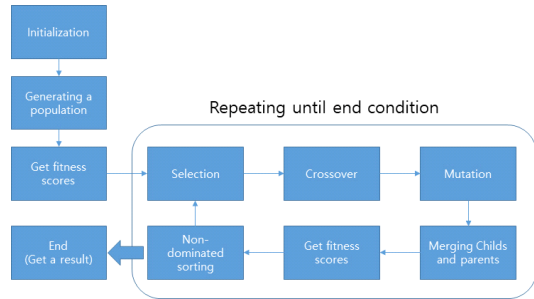 Initialization
Generating a
population
Repeating until end condition
Get fitness
scores
Selection
Crossover
Mutation
End
(Get a result)
Non-
dominated
sorting
Get fitness
scores
Merging Childs
and parents